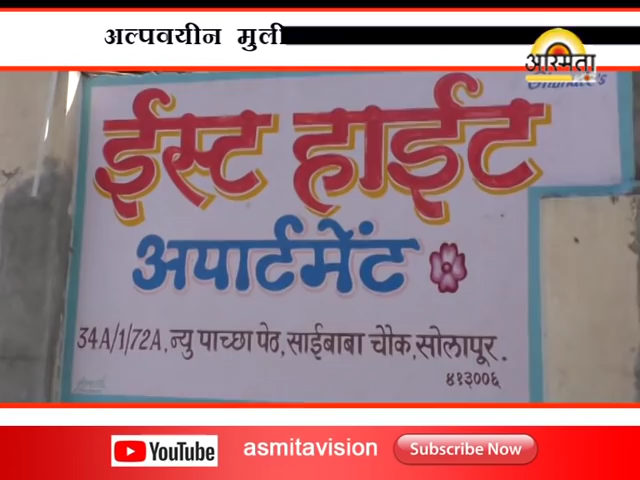 अल्पवयीन मुली
अस्मिता
ईस्ट हाईट
अपार्टमेंट
34A/1/72A, न्यु पाच्छा पेठ, साईबाबा चौक, सोलापूर.
४१३००६
YouTube asmitavision Subscribe Now